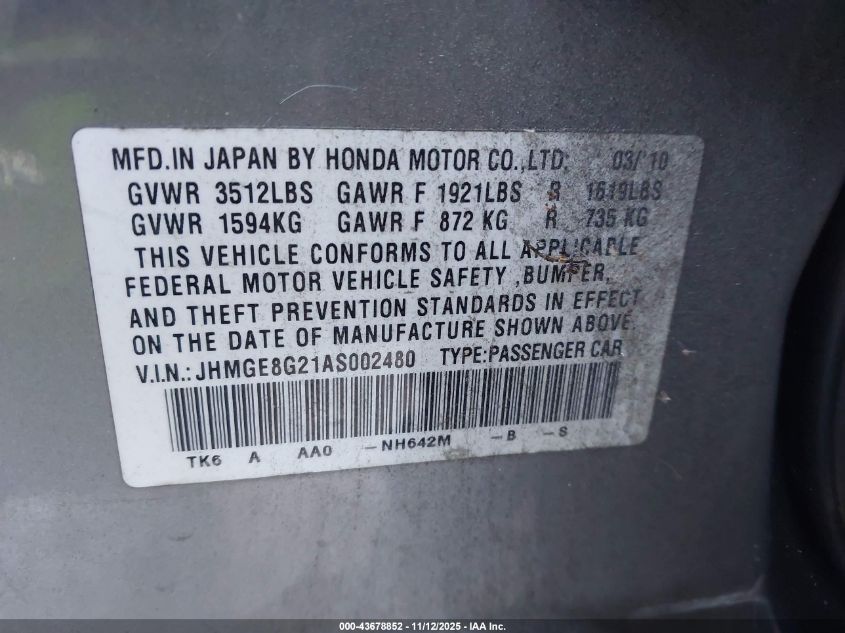 MFD.IN JAPAN BY HONDA MOTOR CO.,LTD. 03/10
GVWR 3512LBS GAWR F 1921LBS R 1619LBS
GVWR 1594KG GAWR F 872 KG R 735 KG
THIS VEHICLE CONFORMS TO ALL APPLICABLE
FEDERAL MOTOR VEHICLE SAFETY ,BUMPER,
AND THEFT PREVENTION STANDARDS IN EFFECT
ON THE DATE OF MANUFACTURE SHOWN ABOVE.
V.I.N.: JHMGE8G21AS002480 TYPE:PASSENGER CAR
TK6 A AA0 -NH642M -B -S
000-43678852 - 11/12/2025 - IAA Inc.